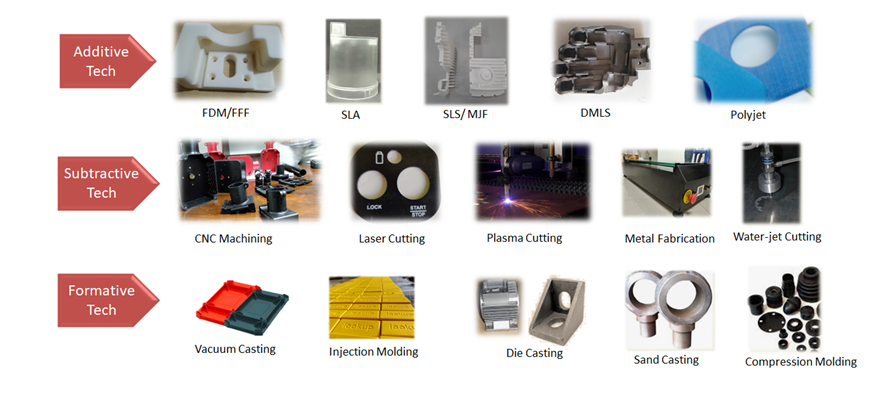 Additive
Tech
FDM/FFF
SLA
SLS/ MJF
DMLS
Polyjet
Subtractive
Tech
LOCK
START/
STOP
CNC Machining
Laser Cutting
Plasma Cutting
Metal Fabrication
Water-jet Cutting
Formative
Tech
Vacuum Casting
Injection Molding
Die Casting
Sand Casting
Compression Molding